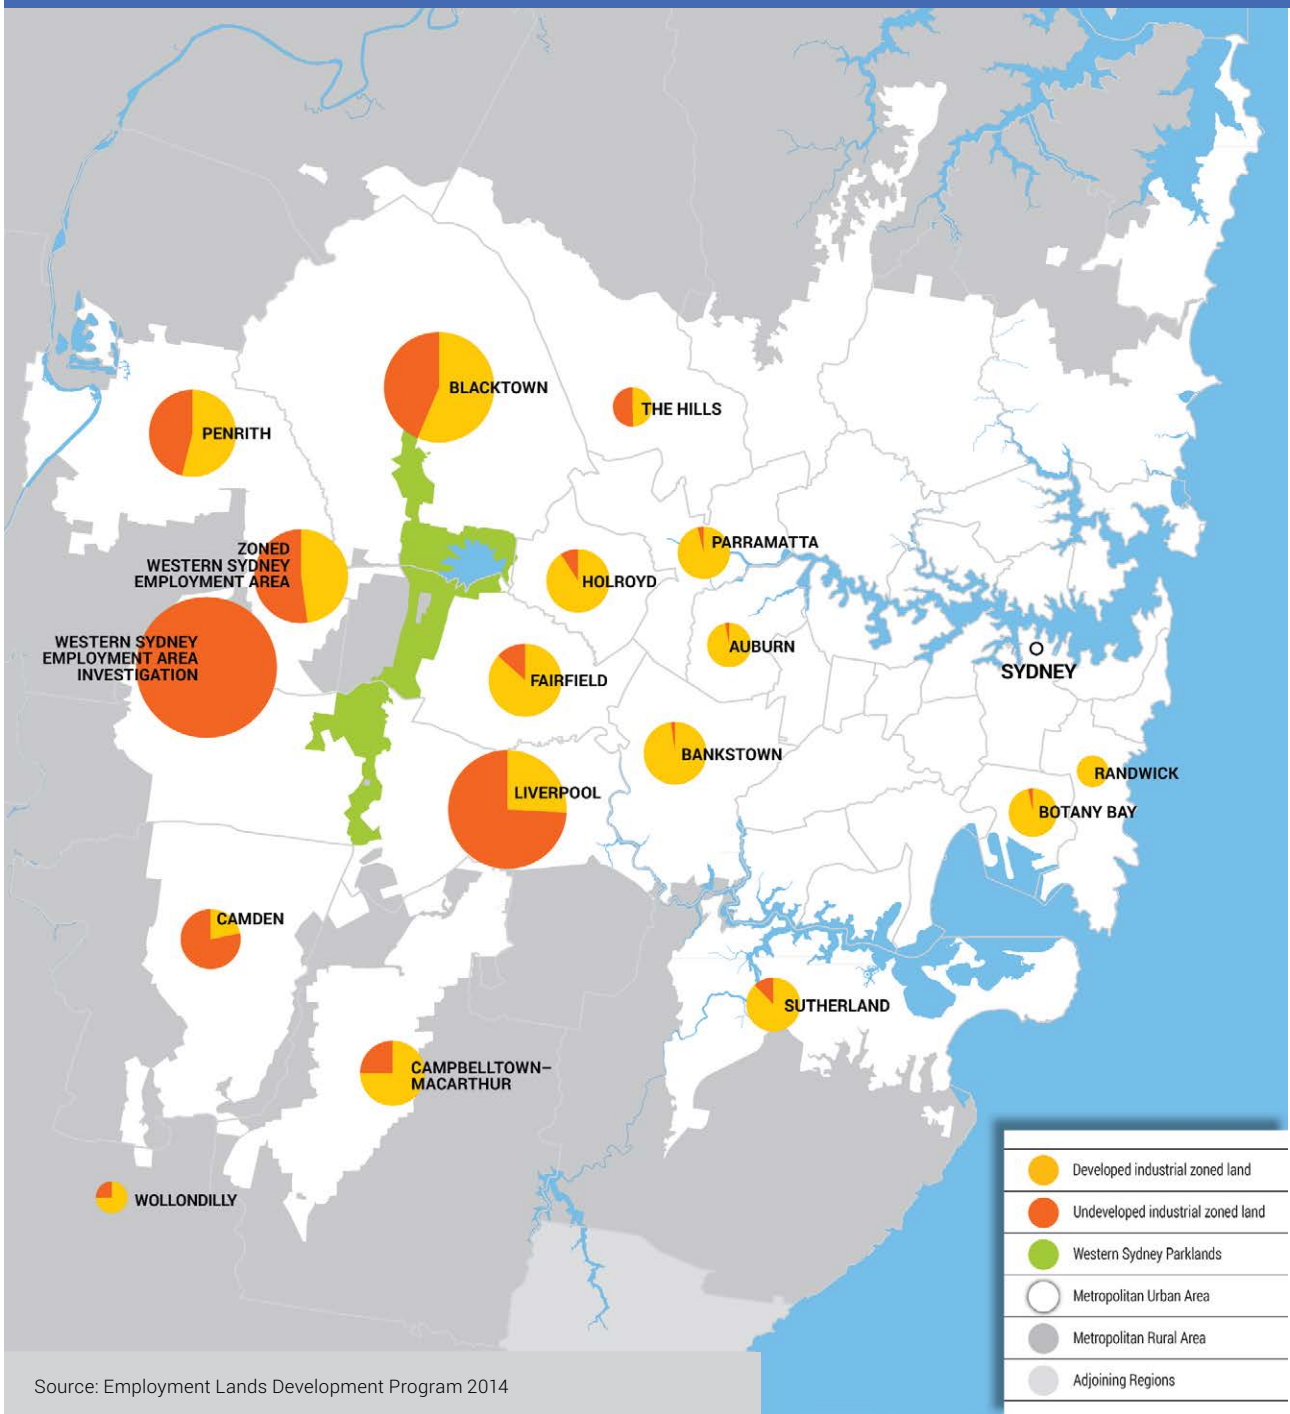 BLACKTOWN
THE HILLS
PENRITH
PARRAMATTA
ZONED
WESTERN SYDNEY
EMPLOYMENT AREA
HOLROYD
WESTERN SYDNEY
EMPLOYMENT AREA
INVESTIGATION
AUBURN
SYDNEY
FAIRFIELD
BANKSTOWN
RANDWICK
LIVERPOOL
BOTANY BAY
CAMDEN
SUTHERLAND
CAMPBELLTOWN–
MACARTHUR
WOLLONDILLY
Developed industrial zoned land
Undeveloped industrial zoned land
Western Sydney Parklands
Metropolitan Urban Area
Metropolitan Rural Area
Adjoining Regions
Source: Employment Lands Development Program 2014